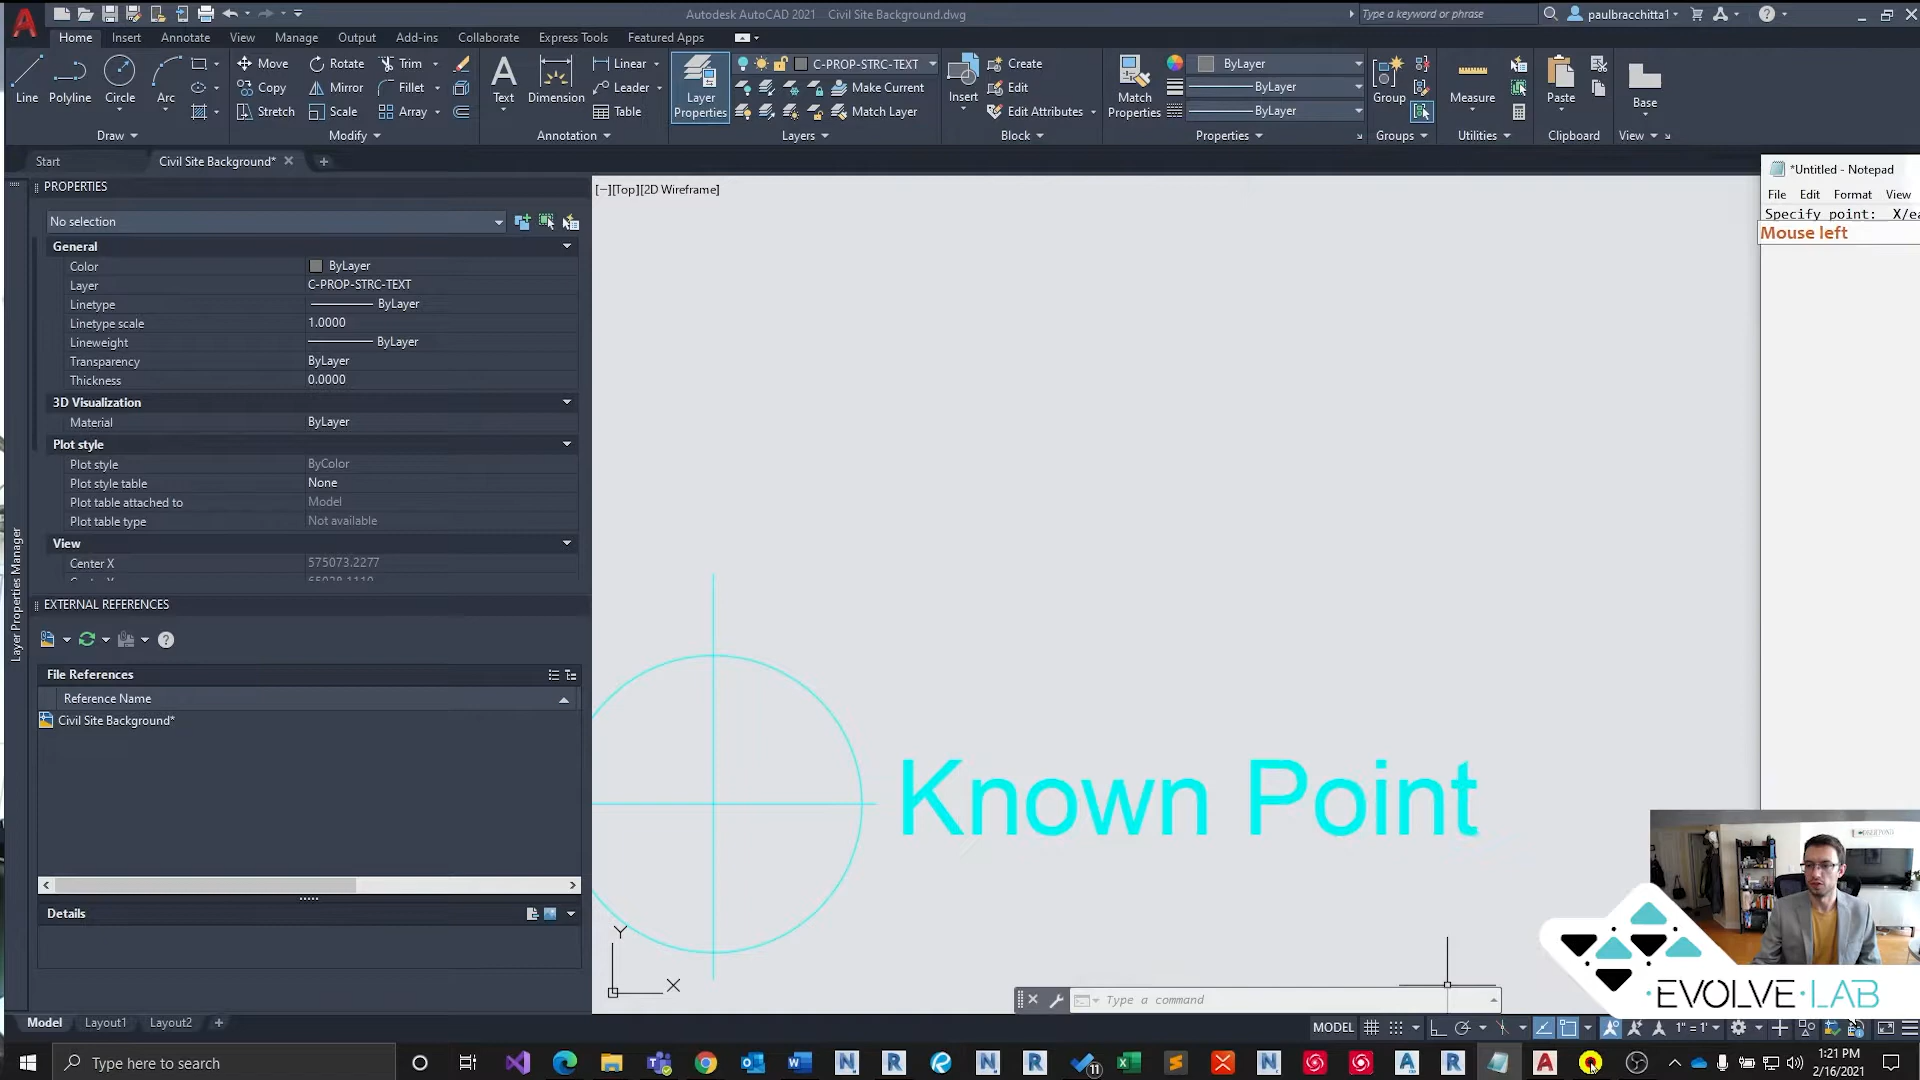 Autodesk AutoCAD 2021 Civil Site Background.dwg
Type a keyword or phrase
paulbracchitta1
Home Insert Annotate View Manage Output Add-ins Collaborate Express Tools Featured Apps
Line Polyline Circle Arc
Move Rotate Trim
Copy Mirror Fillet
Stretch Scale Array
Text Dimension
Linear
Leader
Table
Layer Properties
C-PROP-STRC-TEXT
Make Current
Match Layer
Insert
Create
Edit
Edit Attributes
Match Properties
ByLayer
ByLayer
ByLayer
Group
Measure
Paste
Base
Draw Modify Annotation Layers Block Properties Groups Utilities Clipboard View
Start Civil Site Background*
PROPERTIES
No selection
General
Color ByLayer
Layer C-PROP-STRC-TEXT
Linetype ByLayer
Linetype scale 1.0000
Lineweight ByLayer
Transparency ByLayer
Thickness 0.0000
3D Visualization
Material ByLayer
Plot style
Plot style ByColor
Plot style table None
Plot table attached to Model
Plot table type Not available
View
Center X 575073.2277
Layer Properties Manager
EXTERNAL REFERENCES
File References
Reference Name
Civil Site Background*
Details
[−][Top][2D Wireframe]
Known Point
Y
X
Type a command
*Untitled - Notepad
File Edit Format View
Specify point: X/ea
Mouse left
EVOLVE LAB
Model Layout1 Layout2
MODEL
1" = 1'
Type here to search
11
1:21 PM
2/16/2021